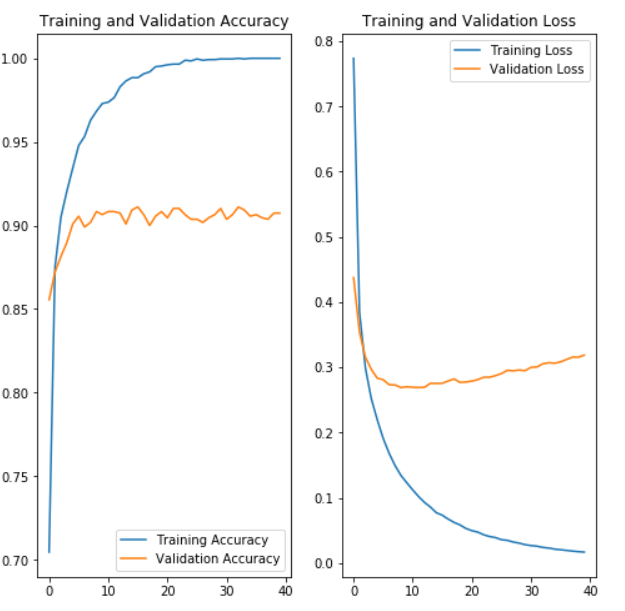 Training and Validation Accuracy
1.00
0.95
0.90
0.85
0.80
0.75
0.70
Training Accuracy
Validation Accuracy
0 10 20 30 40
Training and Validation Loss
0.8
0.7
0.6
0.5
0.4
0.3
0.2
0.1
0.0
Training Loss
Validation Loss
0 10 20 30 40